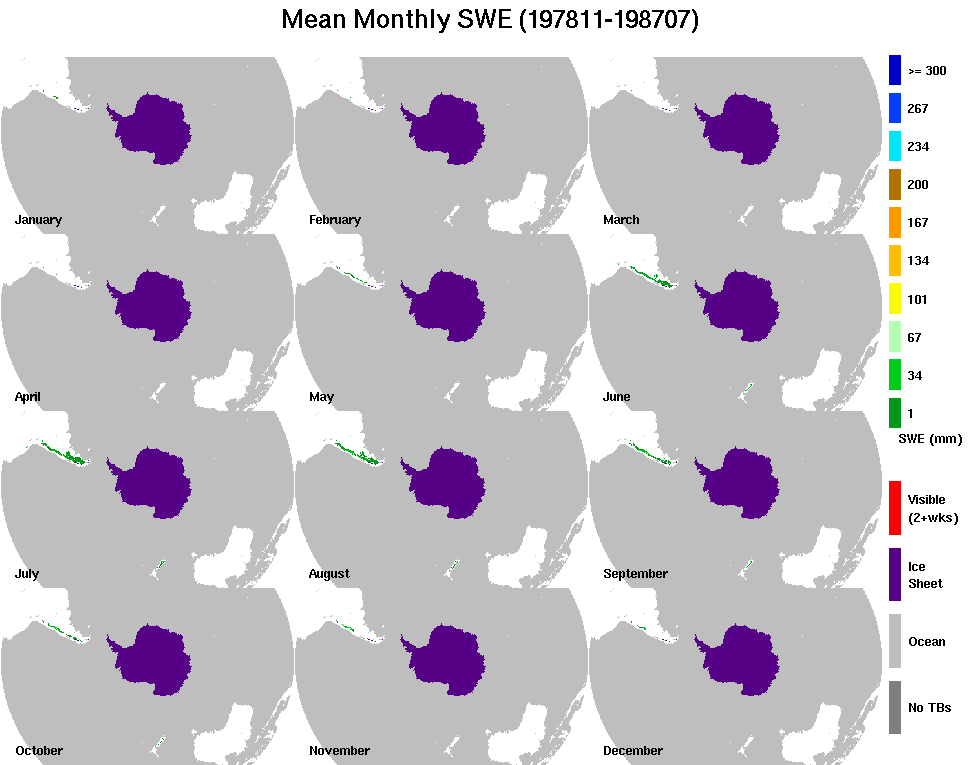 Mean Monthly SWE (197811-198707)
January
February
March
April
May
June
July
August
September
October
November
December
>= 300
267
234
200
167
134
101
67
34
1
SWE (mm)
Visible
(2+wks)
Ice
Sheet
Ocean
No TBs